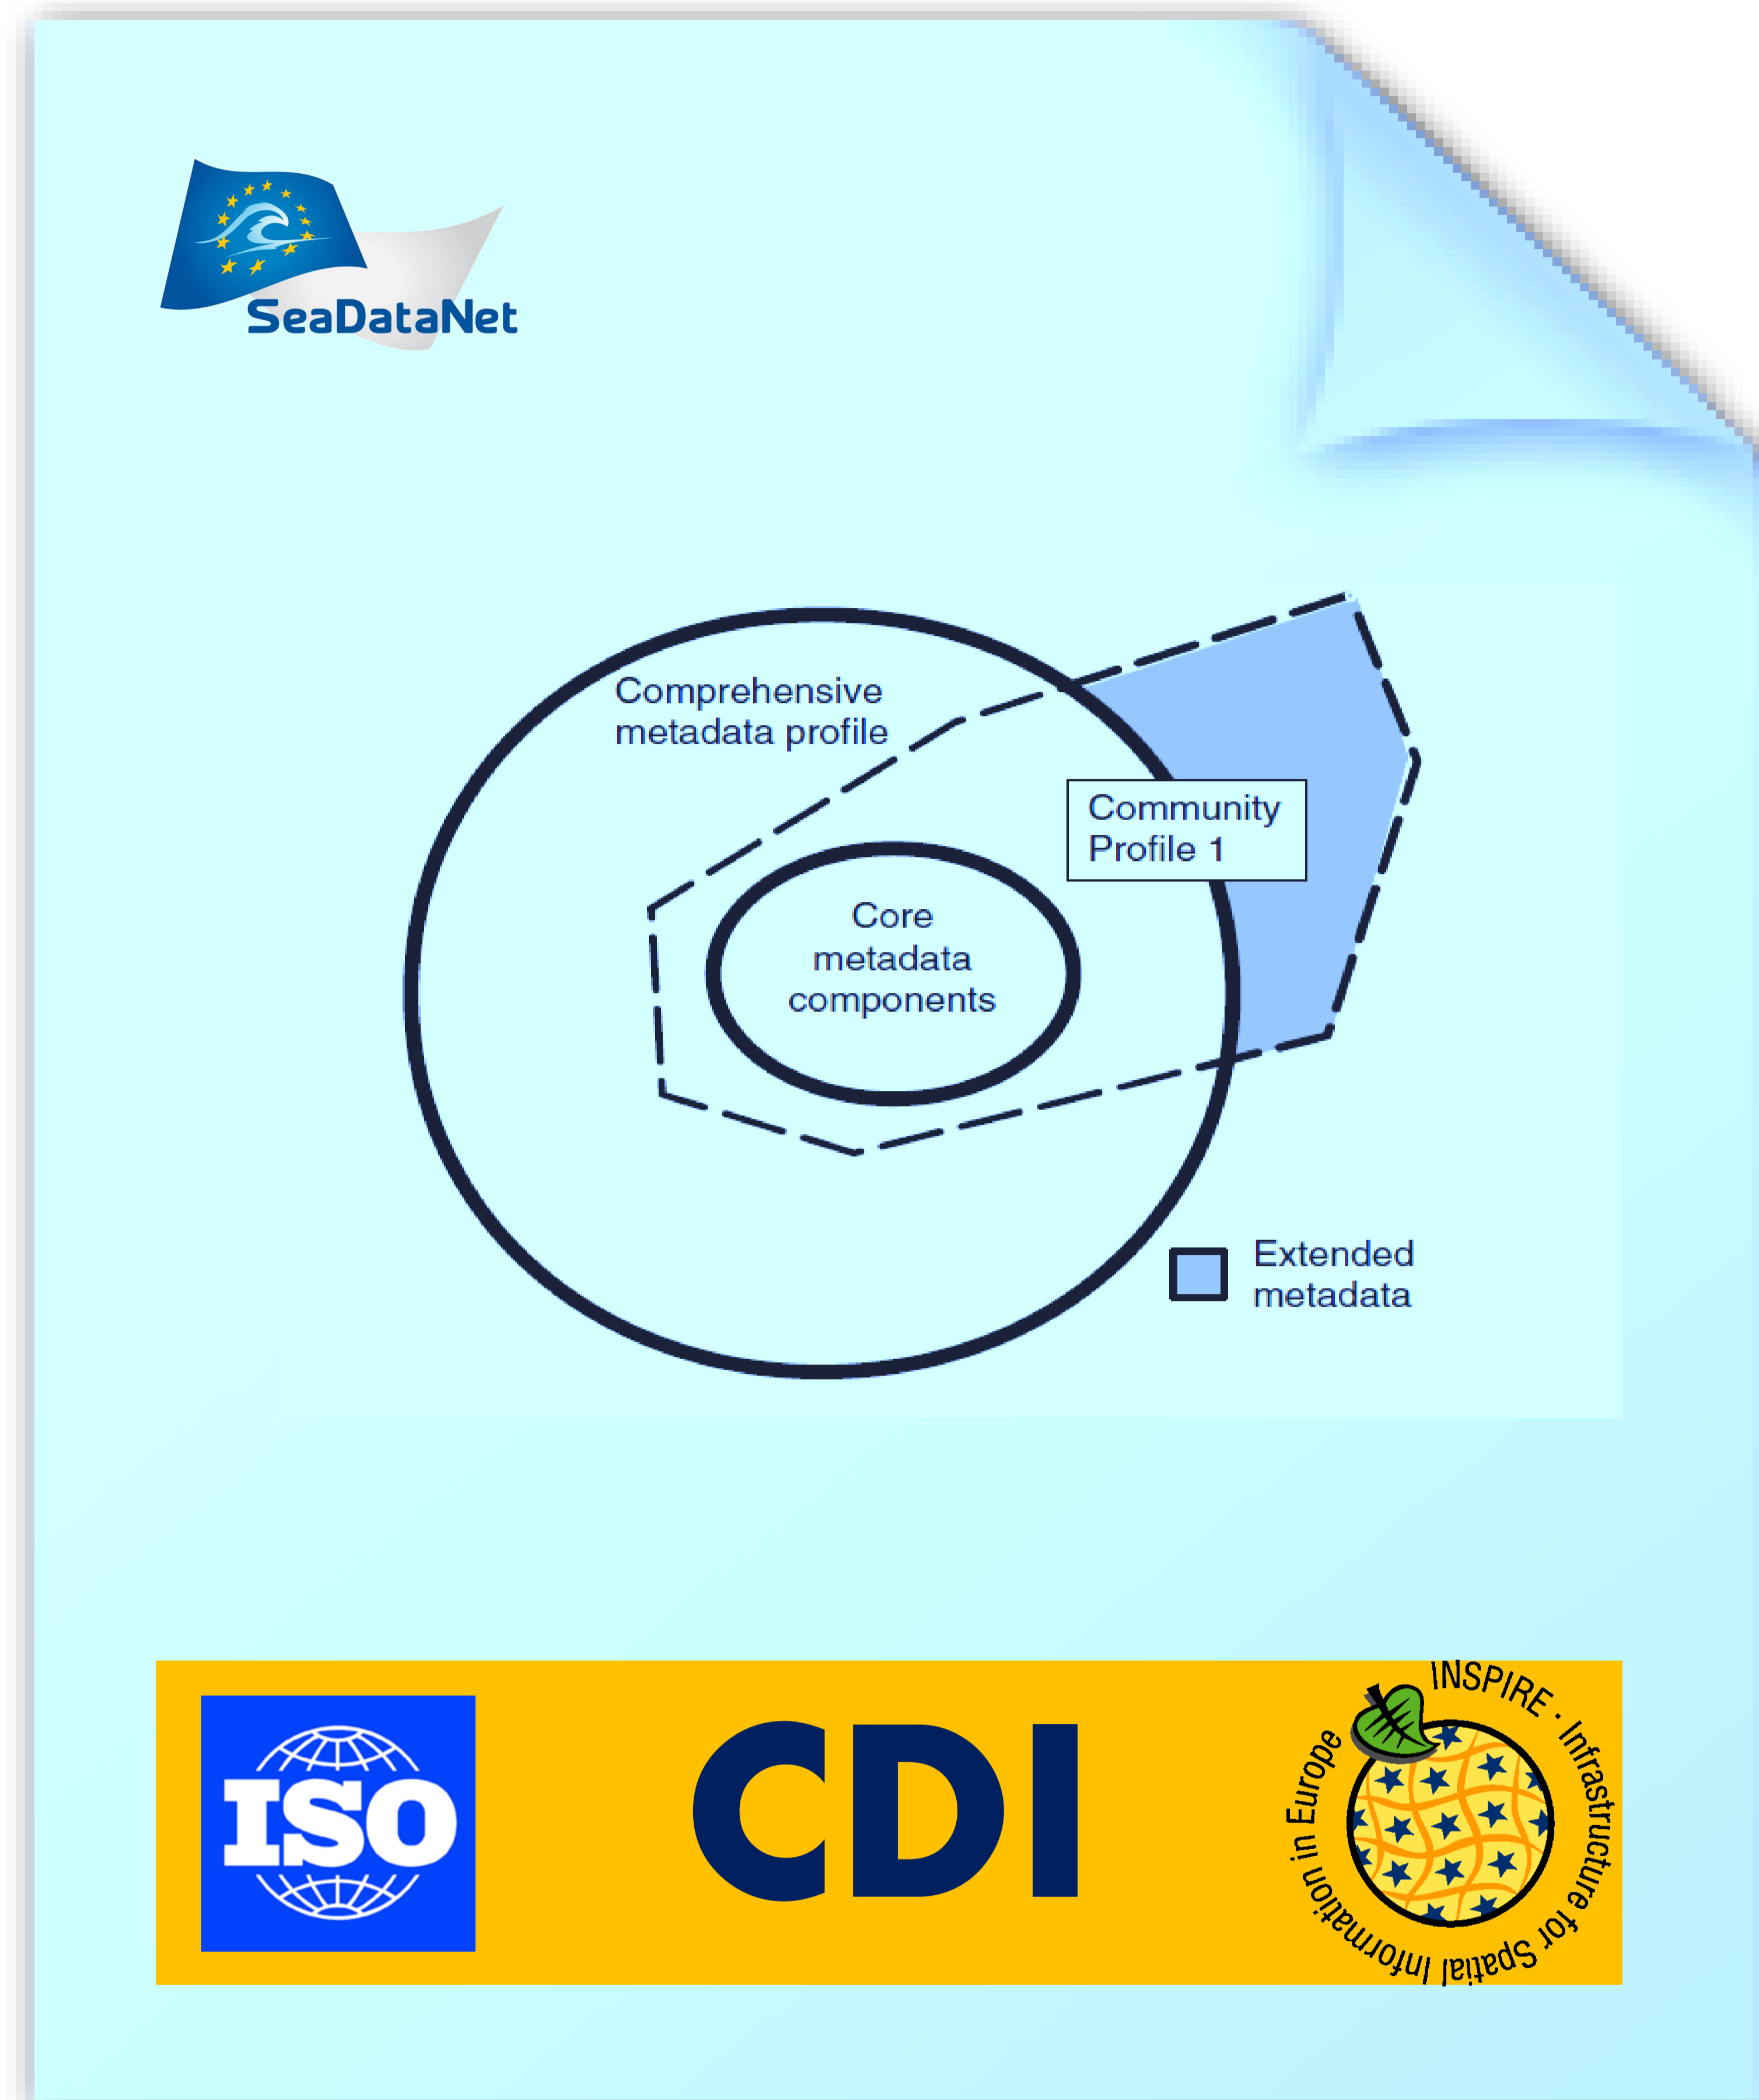 SeaDataNet
Comprehensive
metadata profile
Community
Profile 1
Core
metadata
components
Extended
metadata
ISO
CDI
INSPIRE · Infrastructure for Spatial Information in Europe